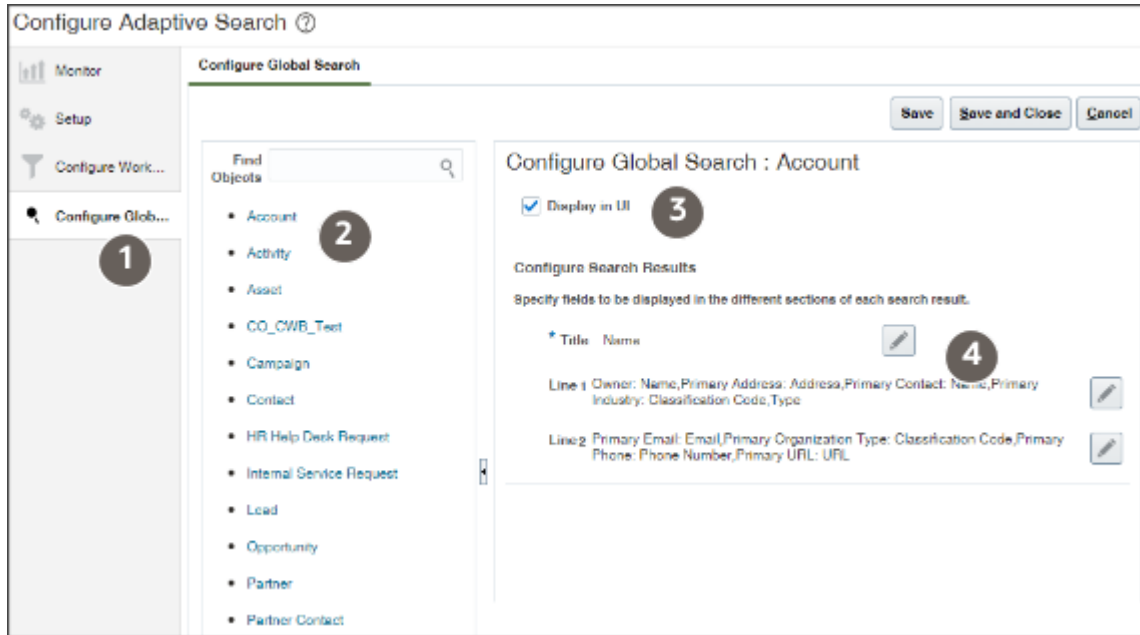 Configure Adaptive Search ?
Monitor
Setup
Configure Work...
Configure Glob...
1
Configure Global Search
Save
Save and Close
Cancel
Find
Objects
Account
2
Activity
Asset
CO_CWB_Test
Campaign
Contact
HR Help Desk Request
Internal Service Request
Lead
Opportunity
Partner
Partner Contact
Configure Global Search : Account
Display in UI
3
Configure Search Results
Specify fields to be displayed in the different sections of each search result.
* Title Name
4
Line 1 Owner: Name,Primary Address: Address,Primary Contact: Name,Primary
Industry: Classification Code,Type
Line2 Primary Email: Email,Primary Organization Type: Classification Code,Primary
Phone: Phone Number,Primary URL: URL